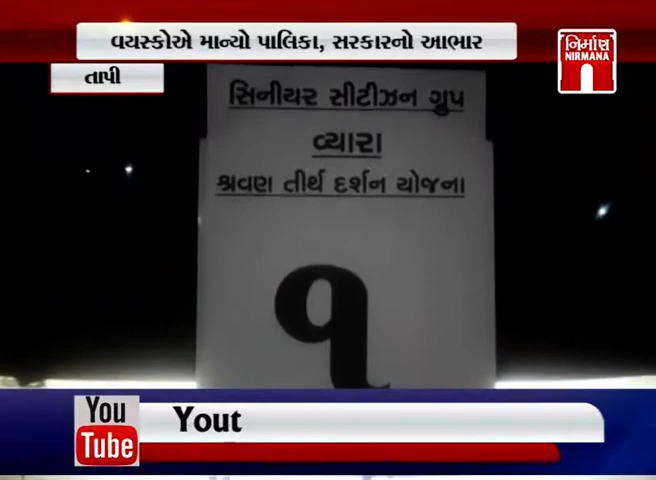 વયસ્કોએ માન્યો પાલિકા, સરકારનો આભાર
નિર્માણ
NIRMANA
તાપી
સિનીયર સીટીઝન ગ્રુપ
વ્યારા
શ્રવણ તીર્થ દર્શન યોજના
૧
You
Tube
Yout